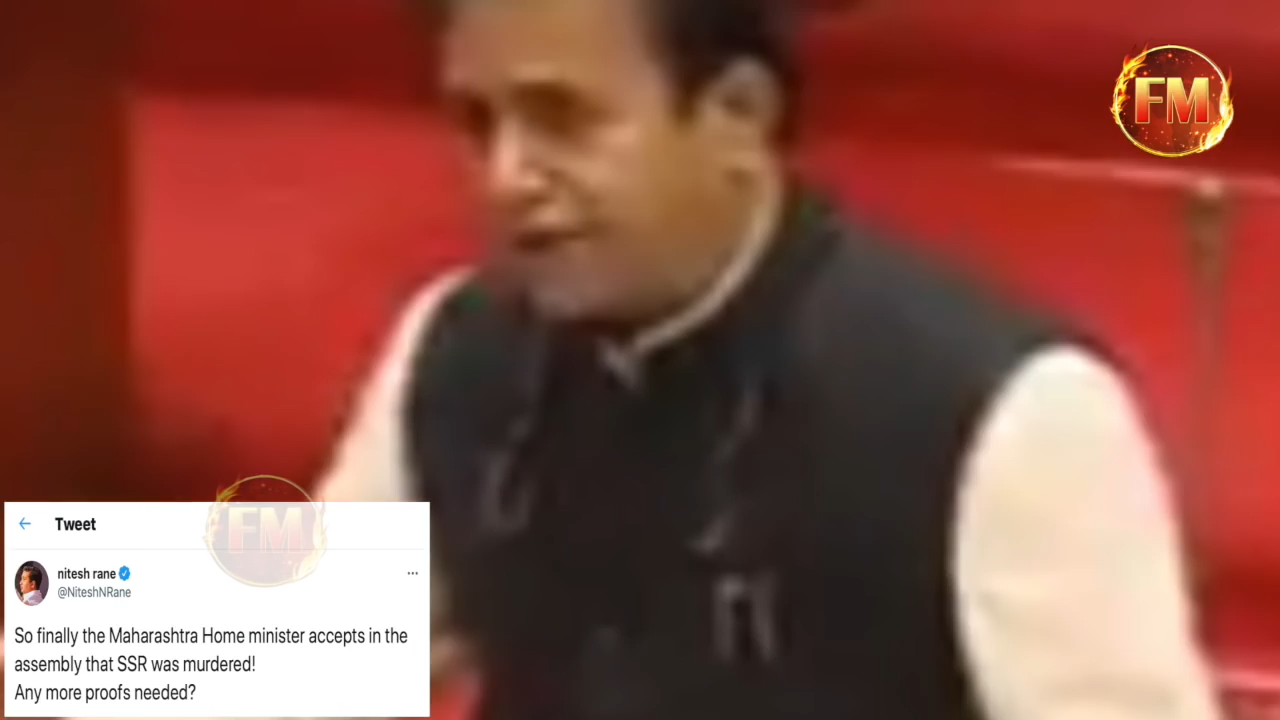 FM
FM
Tweet
nitesh rane
@NiteshNRane
So finally the Maharashtra Home minister accepts in the
assembly that SSR was murdered!
Any more proofs needed?